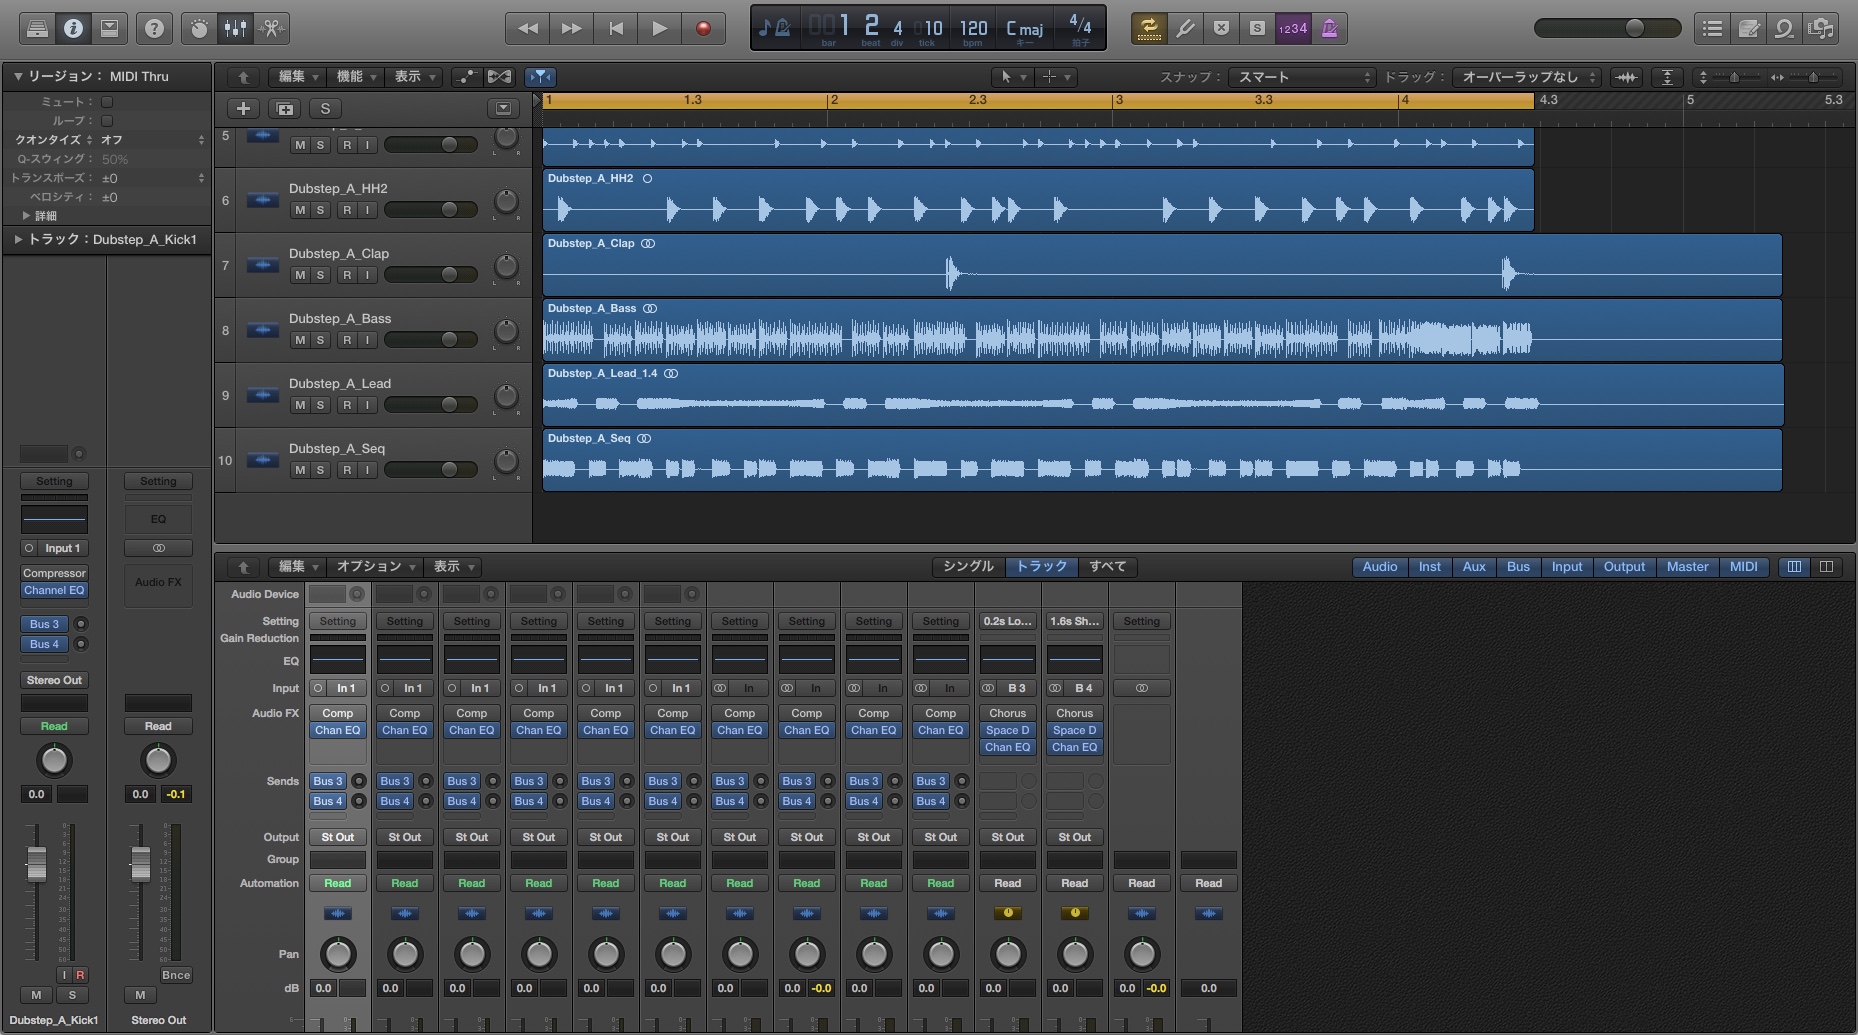 1 2 4 10 120 C maj 4/4
bar beat div tick bpm キー 拍子
S 1234
リージョン： MIDI Thru
編集 機能 表示 スナップ： スマート ドラッグ： オーバーラップなし
ミュート：
ループ：
クオンタイズ オフ
Q-スウィング： 50%
トランスポーズ： ±0
ベロシティ： ±0
詳細
トラック：Dubstep_A_Kick1
S
1 1.3 2 2.3 3 3.3 4 4.3 5 5.3
5 M S R I L R
6 Dubstep_A_HH2 M S R I L R
Dubstep_A_HH2
7 Dubstep_A_Clap M S R I L R
Dubstep_A_Clap
8 Dubstep_A_Bass M S R I L R
Dubstep_A_Bass
9 Dubstep_A_Lead M S R I L R
Dubstep_A_Lead_1.4
10 Dubstep_A_Seq M S R I L R
Dubstep_A_Seq
Setting Setting
EQ
Input 1
Compressor Audio FX
Channel EQ
Bus 3
Bus 4
Stereo Out
Read Read
0.0 0.0 -0.1
I R Bnce
M S M
Dubstep_A_Kick1 Stereo Out
編集 オプション 表示 シングル トラック すべて Audio Inst Aux Bus Input Output Master MIDI
Audio Device
Setting Setting Setting Setting Setting Setting Setting Setting Setting Setting Setting 0.2s Lo... 1.6s Sh... Setting
Gain Reduction
EQ
Input In 1 In 1 In 1 In 1 In 1 In 1 In In In In B 3 B 4
Audio FX Comp Comp Comp Comp Comp Comp Comp Comp Comp Comp Chorus Chorus
Chan EQ Chan EQ Chan EQ Chan EQ Chan EQ Chan EQ Chan EQ Chan EQ Chan EQ Chan EQ Space D Space D
Chan EQ Chan EQ
Sends Bus 3 Bus 3 Bus 3 Bus 3 Bus 3 Bus 3 Bus 3 Bus 3 Bus 3 Bus 3
Bus 4 Bus 4 Bus 4 Bus 4 Bus 4 Bus 4 Bus 4 Bus 4 Bus 4 Bus 4
Output St Out St Out St Out St Out St Out St Out St Out St Out St Out St Out St Out St Out
Group
Automation Read Read Read Read Read Read Read Read Read Read Read Read Read Read
Pan
dB 0.0 0.0 0.0 0.0 0.0 0.0 0.0 0.0 -0.0 0.0 0.0 0.0 0.0 0.0 -0.0 0.0